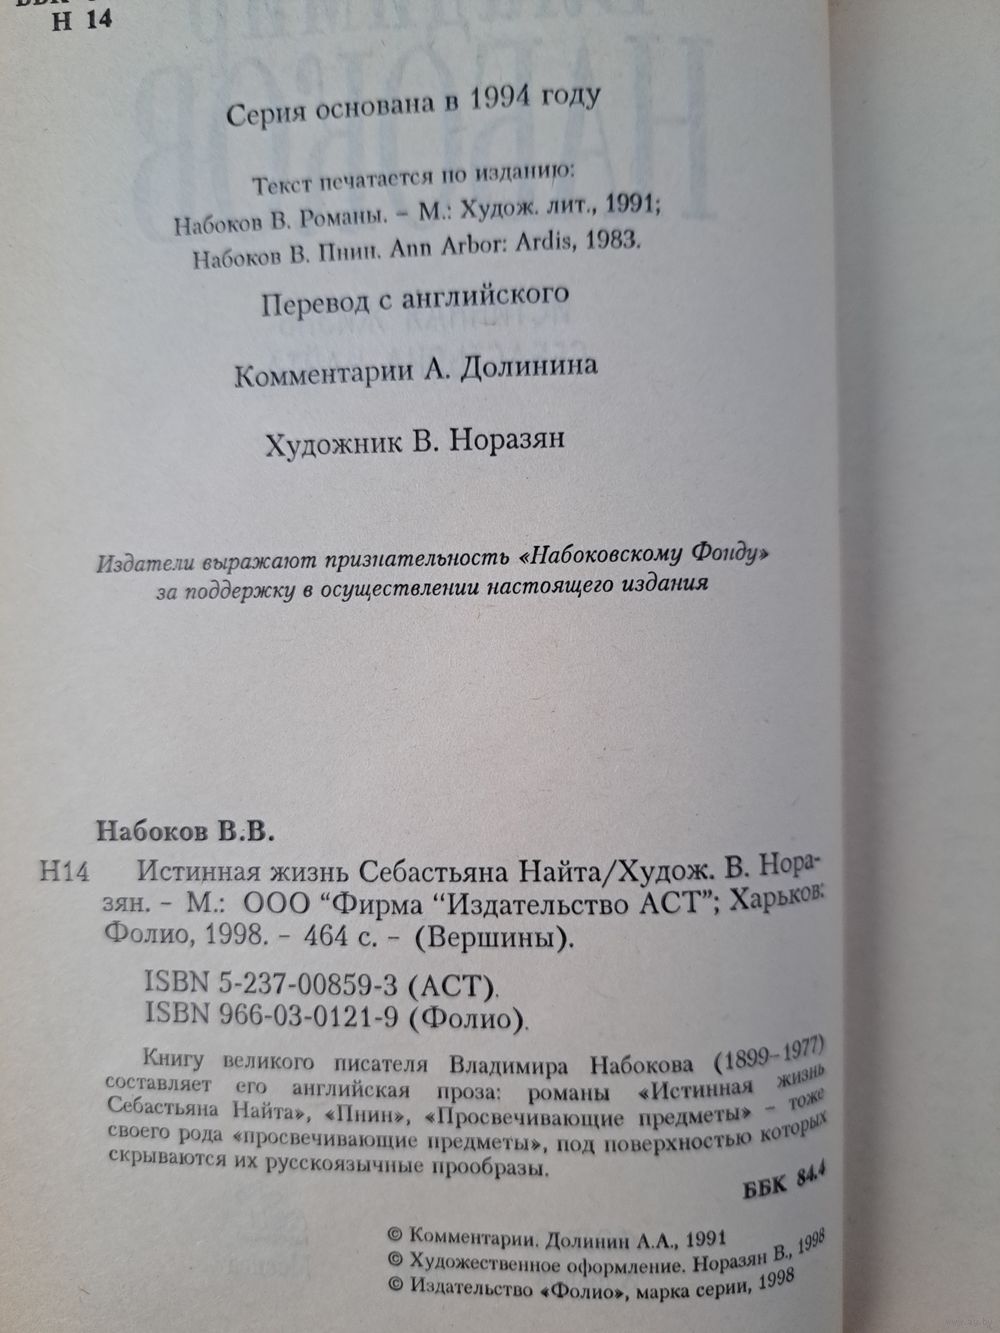 Н 14
Серия основана в 1994 году
Текст печатается по изданию:
Набоков В. Романы. – М.: Худож. лит., 1991;
Набоков В. Пнин. Ann Arbor: Ardis, 1983.
Перевод с английского
Комментарии А. Долинина
Художник В. Норазян
Издатели выражают признательность «Набоковскому Фонду»
за поддержку в осуществлении настоящего издания
Набоков В.В.
Н14 Истинная жизнь Себастьяна Найта/Худож. В. Нора-
зян. – М.: ООО “Фирма “Издательство АСТ”; Харьков:
Фолио, 1998. – 464 с. – (Вершины).
ISBN 5-237-00859-3 (АСТ).
ISBN 966-03-0121-9 (Фолио).
Книгу великого писателя Владимира Набокова (1899–1977)
составляет его английская проза: романы «Истинная жизнь
Себастьяна Найта», «Пнин», «Просвечивающие предметы» – тоже
своего рода «просвечивающие предметы», под поверхностью которых
скрываются их русскоязычные прообразы.
ББК 84.4
© Комментарии. Долинин А.А., 1991
© Художественное оформление. Норазян В., 1998
© Издательство «Фолио», марка серии, 1998